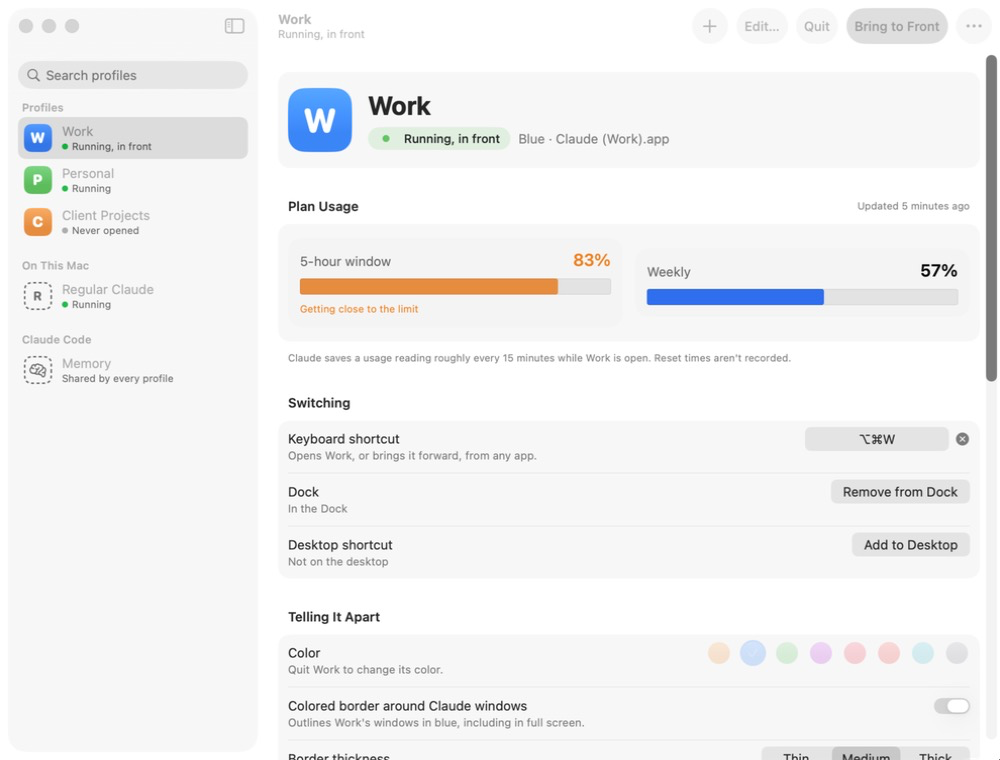 Work
Running, in front
Edit...
Quit
Bring to Front
Search profiles
Profiles
W
Work
Running, in front
P
Personal
Running
C
Client Projects
Never opened
On This Mac
R
Regular Claude
Running
Claude Code
Memory
Shared by every profile
W
Work
Running, in front
Blue · Claude (Work).app
Plan Usage
Updated 5 minutes ago
5-hour window
83%
Getting close to the limit
Weekly
57%
Claude saves a usage reading roughly every 15 minutes while Work is open. Reset times aren't recorded.
Switching
Keyboard shortcut
⌥⌘W
Opens Work, or brings it forward, from any app.
Dock
Remove from Dock
In the Dock
Desktop shortcut
Add to Desktop
Not on the desktop
Telling It Apart
Color
Quit Work to change its color.
Colored border around Claude windows
Outlines Work's windows in blue, including in full screen.
Border thickness
Thin
Medium
Thick